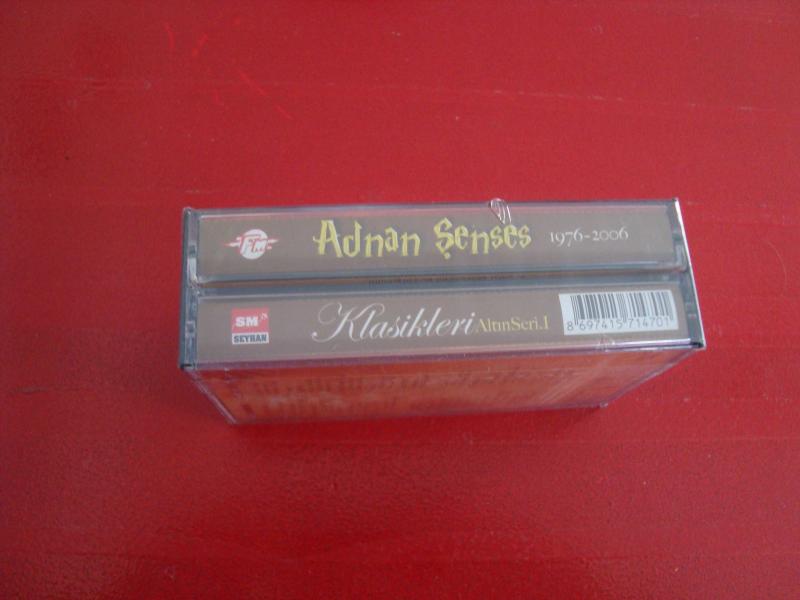 Adnan Şenses 1976-2006
SM
SEYHAN
Klasikleri Altın Seri.1
8 697415 714701